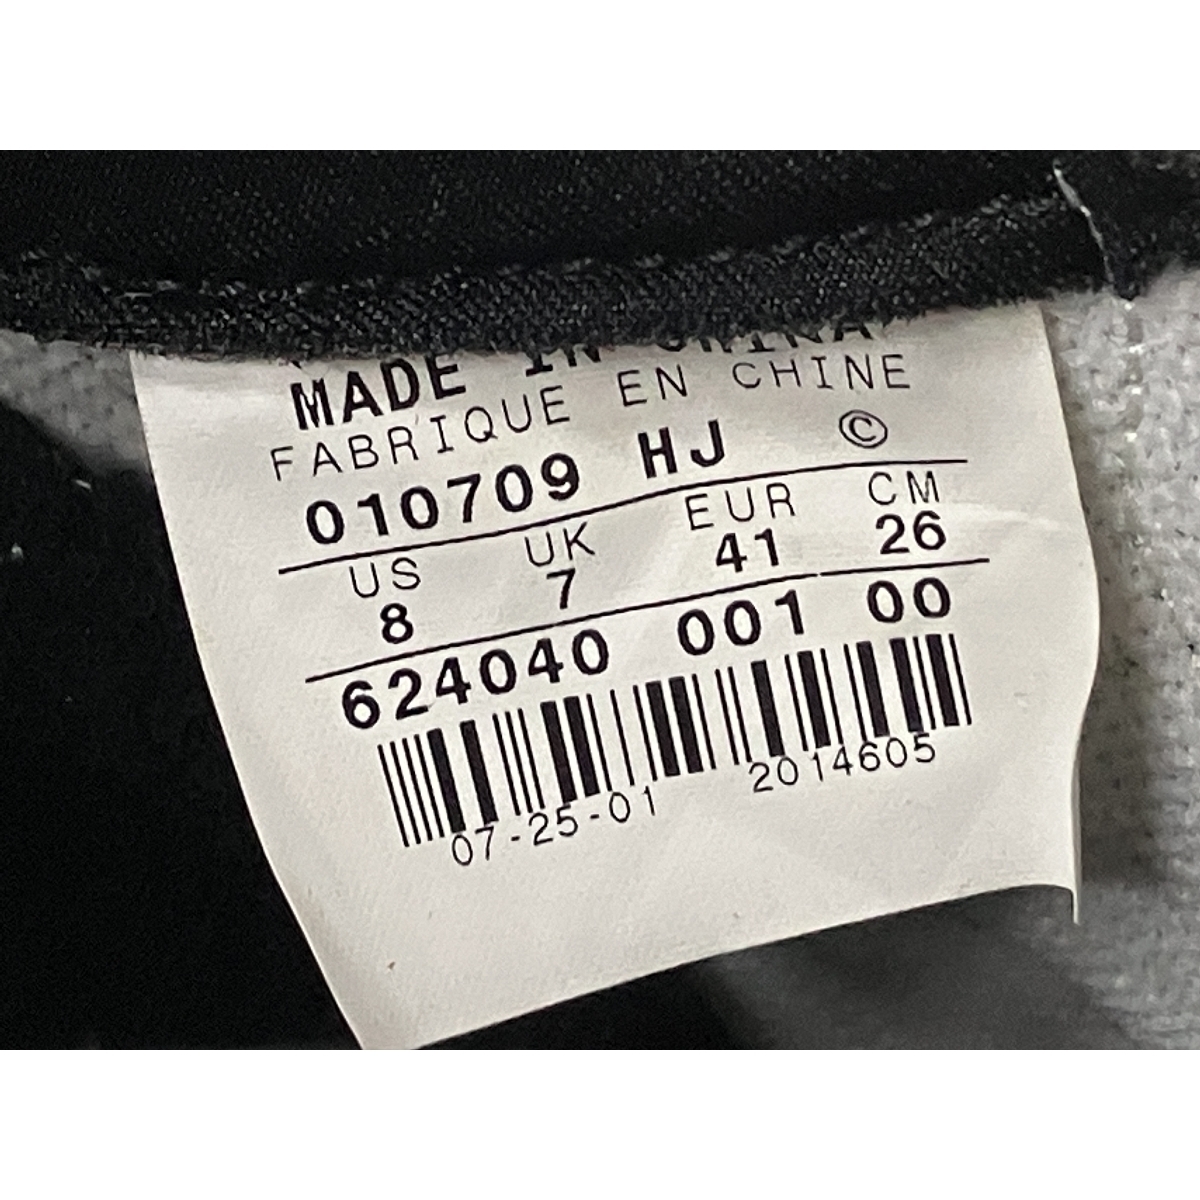 MADE IN CHINA
FABRIQUE EN CHINE
010709 HJ ©
US UK EUR CM
8 7 41 26
624040 001 00
07-25-01 2014605